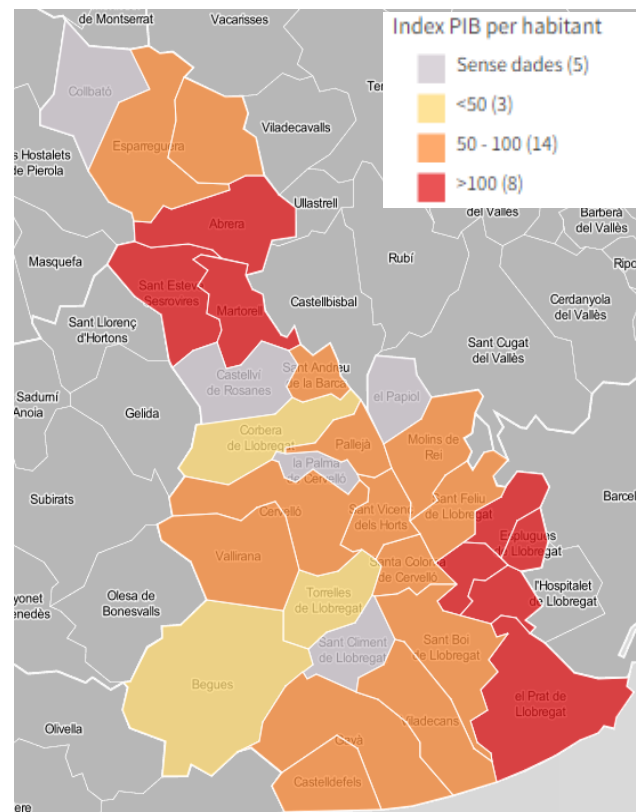 de Montserrat
Vacarisses
Index PIB per habitant
Sense dades (5)
<50 (3)
50 - 100 (14)
>100 (8)
Collbató
Esparreguera
Viladecavalls
s Hostalets
de Pierola
Ullastrell
del Vallès
Barberà
del Vallès
Abrera
Masquefa
Rubí
Ripo
Sant Esteve
Sesrovires
Martorell
Castellbisbal
Cerdanyola
del Vallès
Sant Llorenç
d'Hortons
Sant Cugat
del Vallès
Castellví
de Rosanes
Sant Andreu
de la Barca
el Papiol
Sadurní
Anoia
Gelida
Corbera
de Llobregat
Pallejà
Molins de
Rei
la Palma
de Cervelló
Subirats
Cervelló
Sant Vicenç
dels Horts
Sant Feliu
de Llobregat
Barcel
Esplugues
de Llobregat
Vallirana
Santa Coloma
de Cervelló
l'Hospitalet
de Llobregat
yonet
enedès
Olesa de
Bonesvalls
Torrelles
de Llobregat
Sant Climent
de Llobregat
Sant Boi
de Llobregat
Begues
el Prat de
Llobregat
Olivella
Gavà
Viladecans
Castelldefels
ere